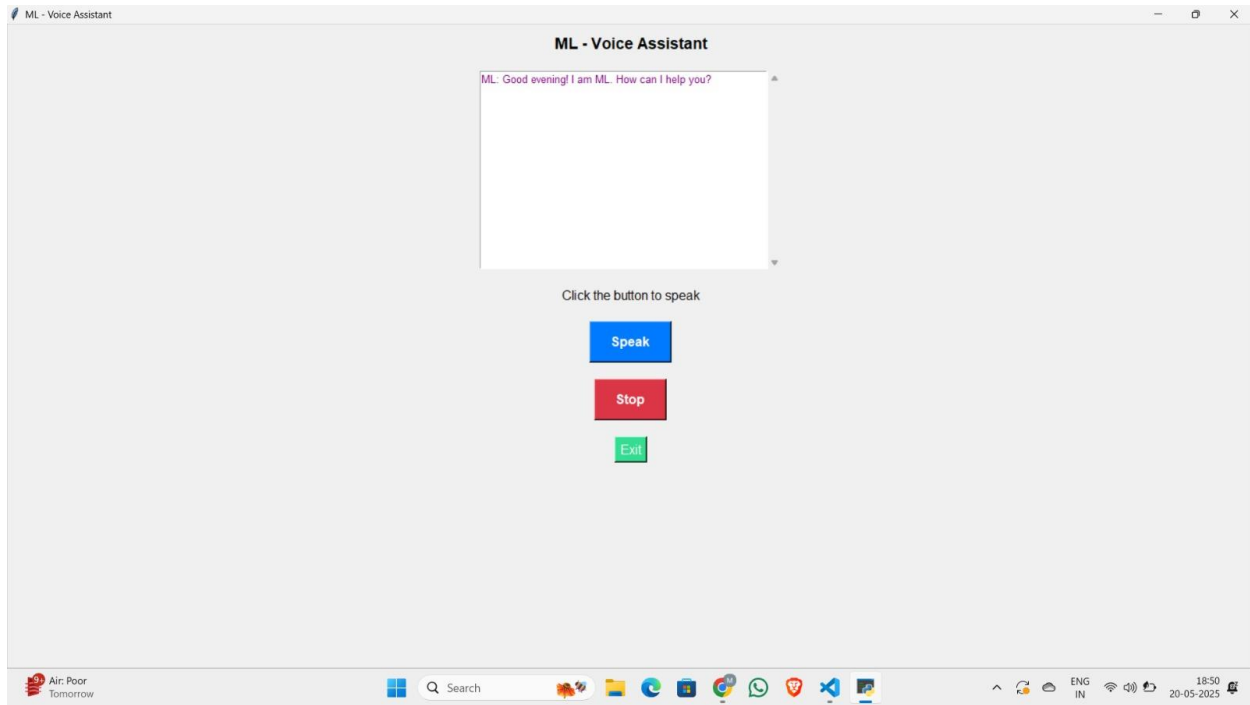 ML - Voice Assistant
ML - Voice Assistant
ML: Good evening! I am ML. How can I help you?
Click the button to speak
Speak
Stop
Exit
9+
Air: Poor
Tomorrow
Search
M
ENG
IN
18:50
20-05-2025